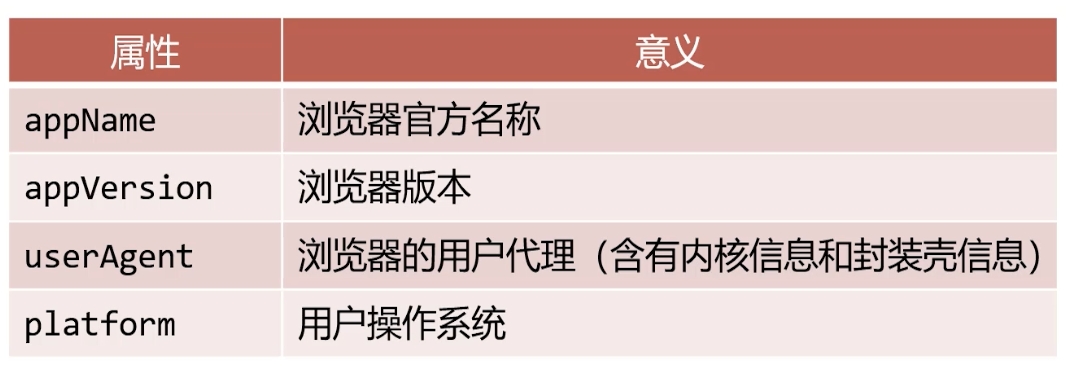 属性 意义
appName 浏览器官方名称
appVersion 浏览器版本
userAgent 浏览器的用户代理（含有内核信息和封装壳信息）
platform 用户操作系统